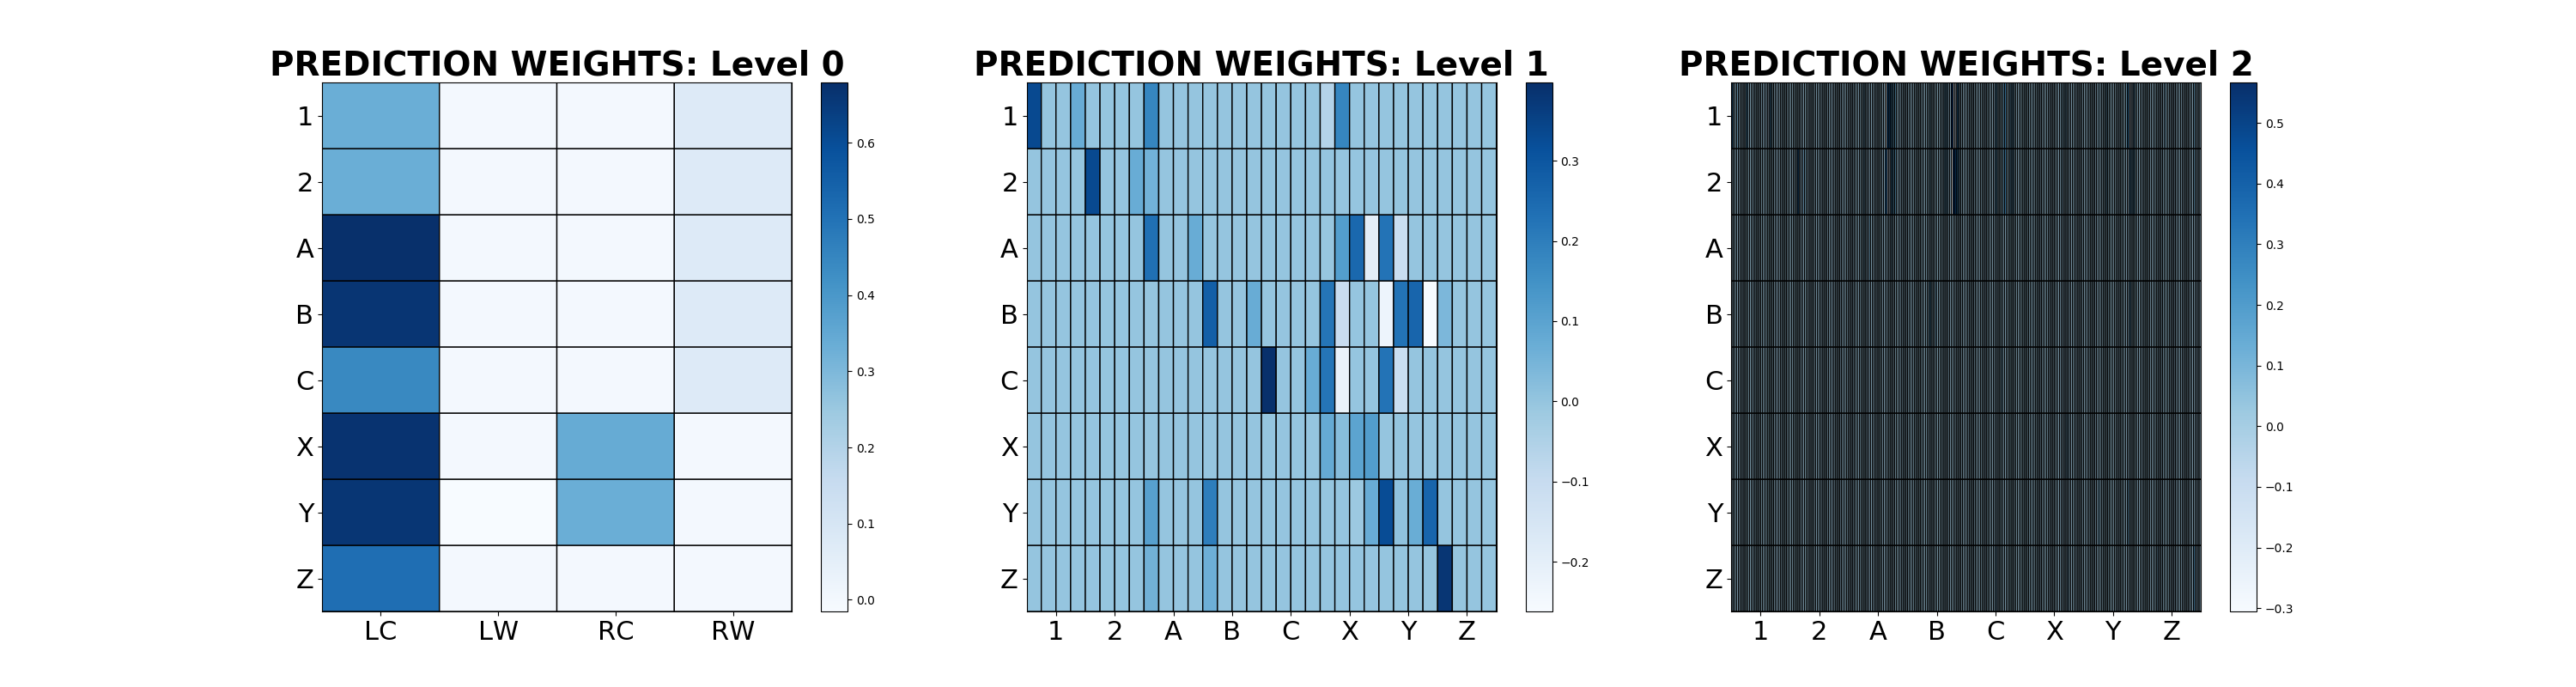 PREDICTION WEIGHTS: Level 0
1
2
A
B
C
X
Y
Z
LC LW RC RW
0.6
0.5
0.4
0.3
0.2
0.1
0.0
PREDICTION WEIGHTS: Level 1
1
2
A
B
C
X
Y
Z
1 2 A B C X Y Z
0.3
0.2
0.1
0.0
−0.1
−0.2
PREDICTION WEIGHTS: Level 2
1
2
A
B
C
X
Y
Z
1 2 A B C X Y Z
0.5
0.4
0.3
0.2
0.1
0.0
−0.1
−0.2
−0.3